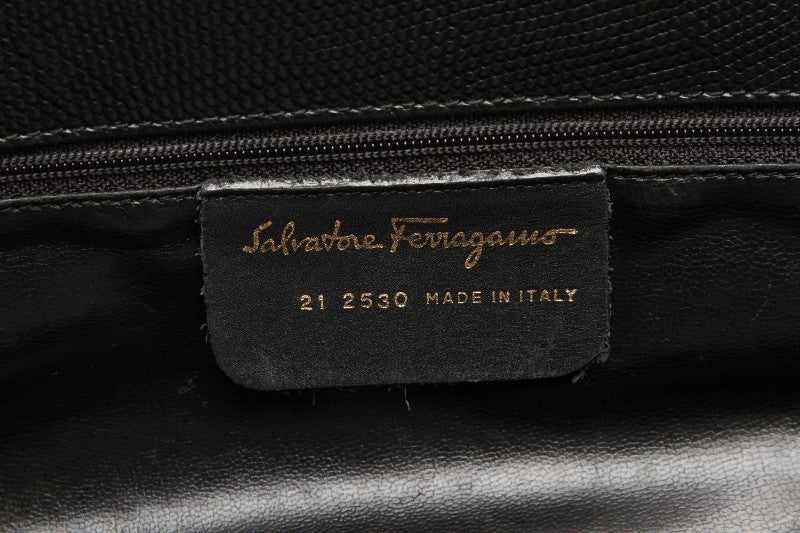 Salvatore Ferragamo
21 2530 MADE IN ITALY